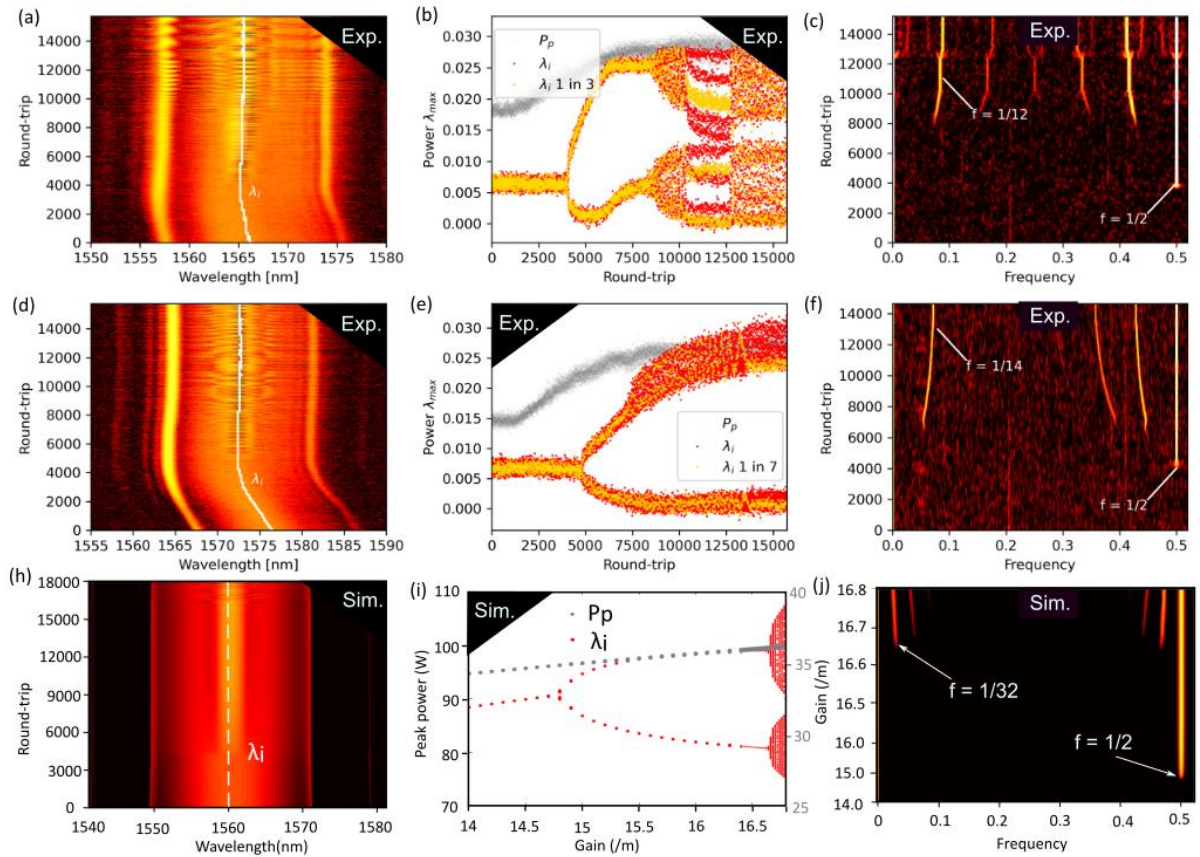 (a)
Exp.
14000
12000
10000
8000
6000
4000
2000
0
Round-trip
λi
1550 1555 1560 1565 1570 1575 1580
Wavelength [nm]
(b)
Exp.
Pp
λi
λi 1 in 3
0.030
0.025
0.020
0.015
0.010
0.005
0.000
Power λmax
0 2500 5000 7500 10000 12500 15000
Round-trip
(c)
Exp.
f = 1/12
f = 1/2
14000
12000
10000
8000
6000
4000
2000
0
Round-trip
0.0 0.1 0.2 0.3 0.4 0.5
Frequency
(d)
Exp.
14000
12000
10000
8000
6000
4000
2000
0
Round-trip
λi
1555 1560 1565 1570 1575 1580 1585 1590
Wavelength [nm]
(e)
Exp.
Pp
λi
λi 1 in 7
0.030
0.025
0.020
0.015
0.010
0.005
0.000
Power λmax
0 2500 5000 7500 10000 12500 15000
Round-trip
(f)
Exp.
f = 1/14
f = 1/2
14000
12000
10000
8000
6000
4000
2000
0
Round-trip
0.0 0.1 0.2 0.3 0.4 0.5
Frequency
(h)
Sim.
18000
15000
12000
9000
6000
3000
0
Round-trip
λi
1540 1550 1560 1570 1580
Wavelength(nm)
(i)
Sim.
Pp
λi
110
100
90
80
70
Peak power (W)
40
35
30
25
14 14.5 15 15.5 16 16.5
Gain (/m)
(j)
Sim.
f = 1/32
f = 1/2
16.8
16.7
16.6
16.0
15.0
14.0
Gain (/m)
0 0.1 0.2 0.3 0.4 0.5
Frequency